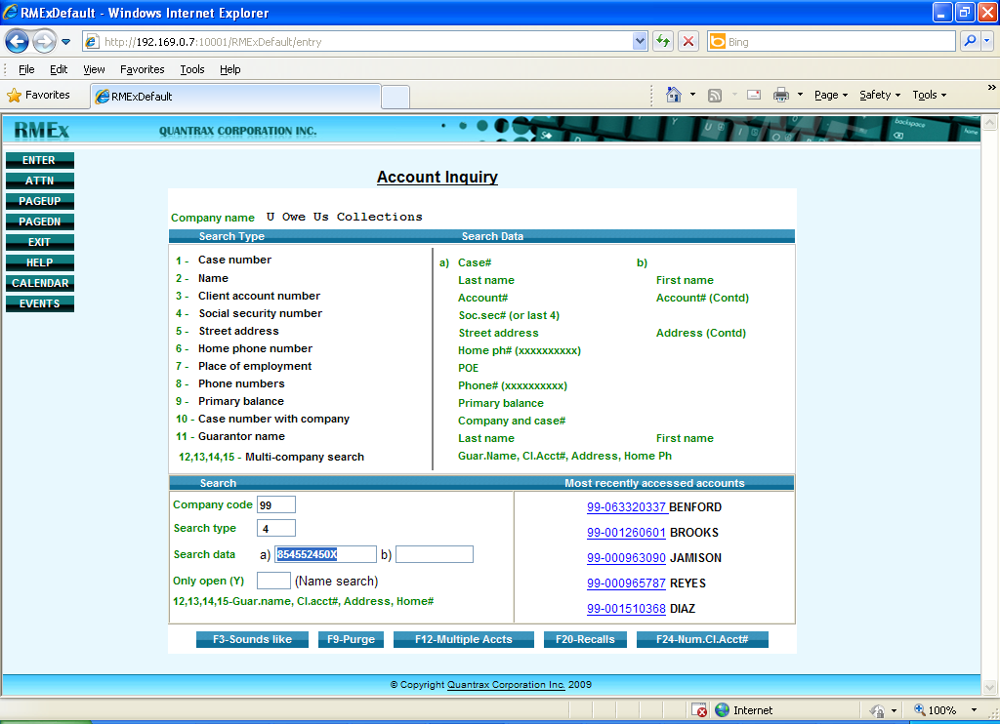 RMExDefault - Windows Internet Explorer
http://192.169.0.7:10001/RMExDefault/entry
Bing
File Edit View Favorites Tools Help
Favorites RMExDefault
Page Safety Tools
RMEx QUANTRAX CORPORATION INC.
backspace
home
ENTER
ATTN
PAGEUP
PAGEDN
EXIT
HELP
CALENDAR
EVENTS
Account Inquiry
Company name U Owe Us Collections
Search Type Search Data
1 - Case number a) Case# b)
2 - Name Last name First name
3 - Client account number Account# Account# (Contd)
4 - Social security number Soc.sec# (or last 4)
5 - Street address Street address Address (Contd)
6 - Home phone number Home ph# (xxxxxxxxxx)
7 - Place of employment POE
8 - Phone numbers Phone# (xxxxxxxxxx)
9 - Primary balance Primary balance
10 - Case number with company Company and case#
11 - Guarantor name Last name First name
12,13,14,15 - Multi-company search Guar.Name, Cl.Acct#, Address, Home Ph
Search Most recently accessed accounts
Company code 99
Search type 4
Search data a) 854552450X b)
Only open (Y) (Name search)
12,13,14,15-Guar.name, Cl.acct#, Address, Home#
99-063320337 BENFORD
99-001260601 BROOKS
99-000963090 JAMISON
99-000965787 REYES
99-001510368 DIAZ
F3-Sounds like F9-Purge F12-Multiple Accts F20-Recalls F24-Num.Cl.Acct#
© Copyright Quantrax Corporation Inc. 2009
Internet 100%